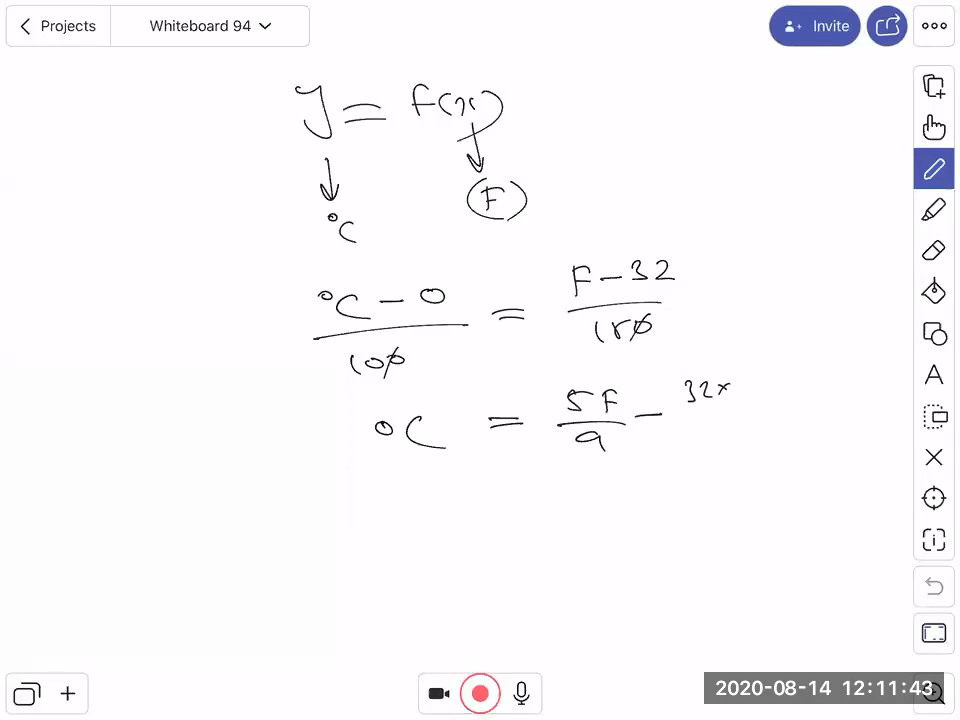 Projects
Whiteboard 94
Invite
y = f(x)
°C
F
°C - 0 / 100 = F - 32 / 180
°C = 5F / 9 - 32×
A
2020-08-14 12:11:43